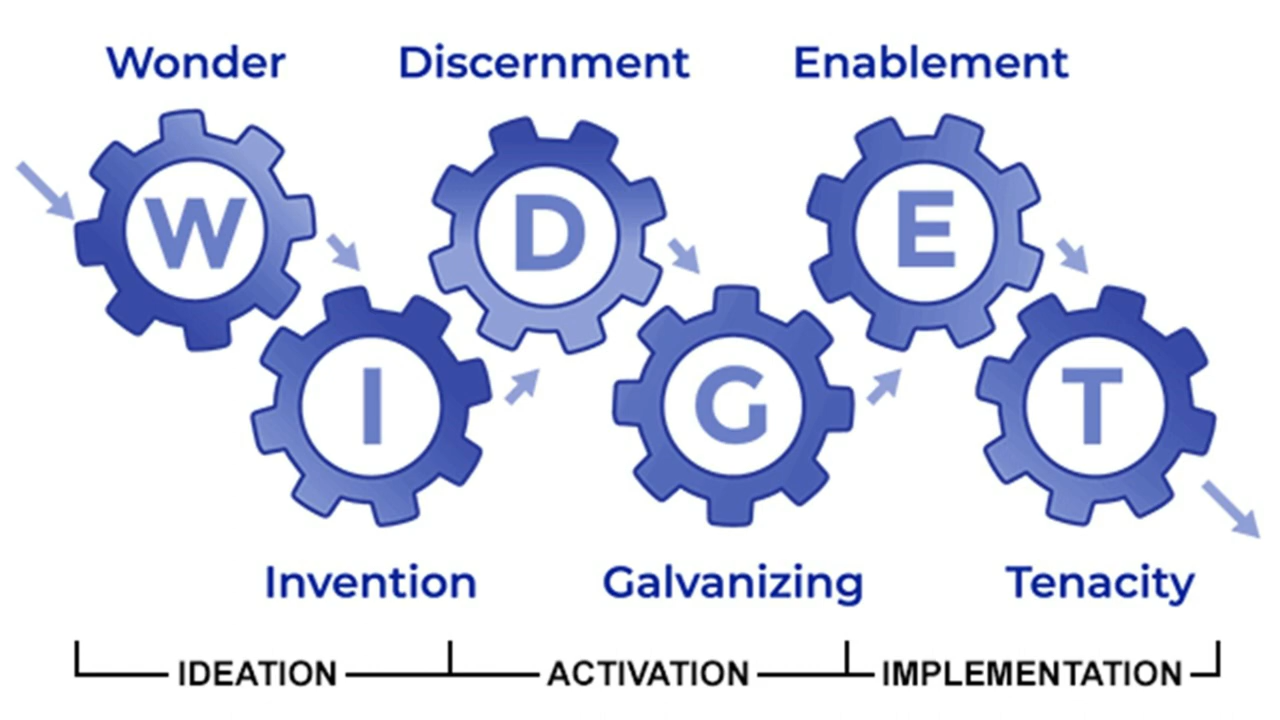 Wonder
Discernment
Enablement
W
D
E
I
G
T
Invention
Galvanizing
Tenacity
IDEATION
ACTIVATION
IMPLEMENTATION